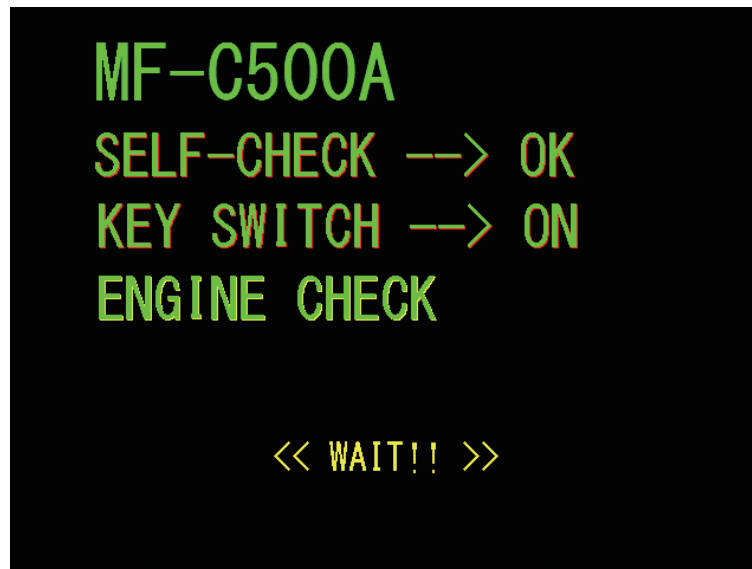 MF-C500A
SELF-CHECK --> OK
KEY SWITCH --> ON
ENGINE CHECK
<< WAIT!! >>